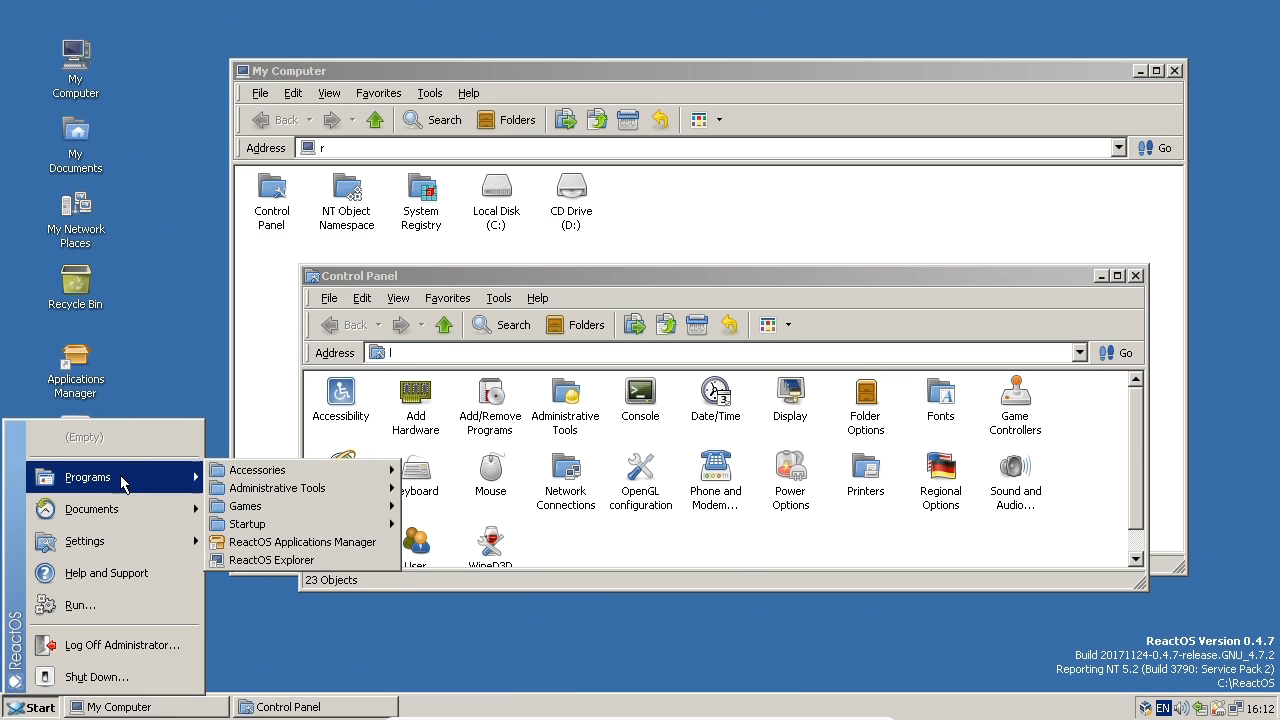 My
Computer
My
Documents
My Network
Places
Recycle Bin
Applications
Manager
My Computer
File Edit View Favorites Tools Help
Back Search Folders
Address r Go
Control
Panel
NT Object
Namespace
System
Registry
Local Disk
(C:)
CD Drive
(D:)
Control Panel
File Edit View Favorites Tools Help
Back Search Folders
Address l Go
Accessibility
Add
Hardware
Add/Remove
Programs
Administrative
Tools
Console
Date/Time
Display
Folder
Options
Fonts
Game
Controllers
eyboard
Mouse
Network
Connections
OpenGL
configuration
Phone and
Modem...
Power
Options
Printers
Regional
Options
Sound and
Audio...
User
WineD3D
23 Objects
(Empty)
Programs
Documents
Settings
Help and Support
Run...
Log Off Administrator...
Shut Down...
ReactOS
Accessories
Administrative Tools
Games
Startup
ReactOS Applications Manager
ReactOS Explorer
ReactOS Version 0.4.7
Build 20171124-0.4.7-release.GNU_4.7.2
Reporting NT 5.2 (Build 3790: Service Pack 2)
C:\ReactOS
Start My Computer Control Panel EN 16:12